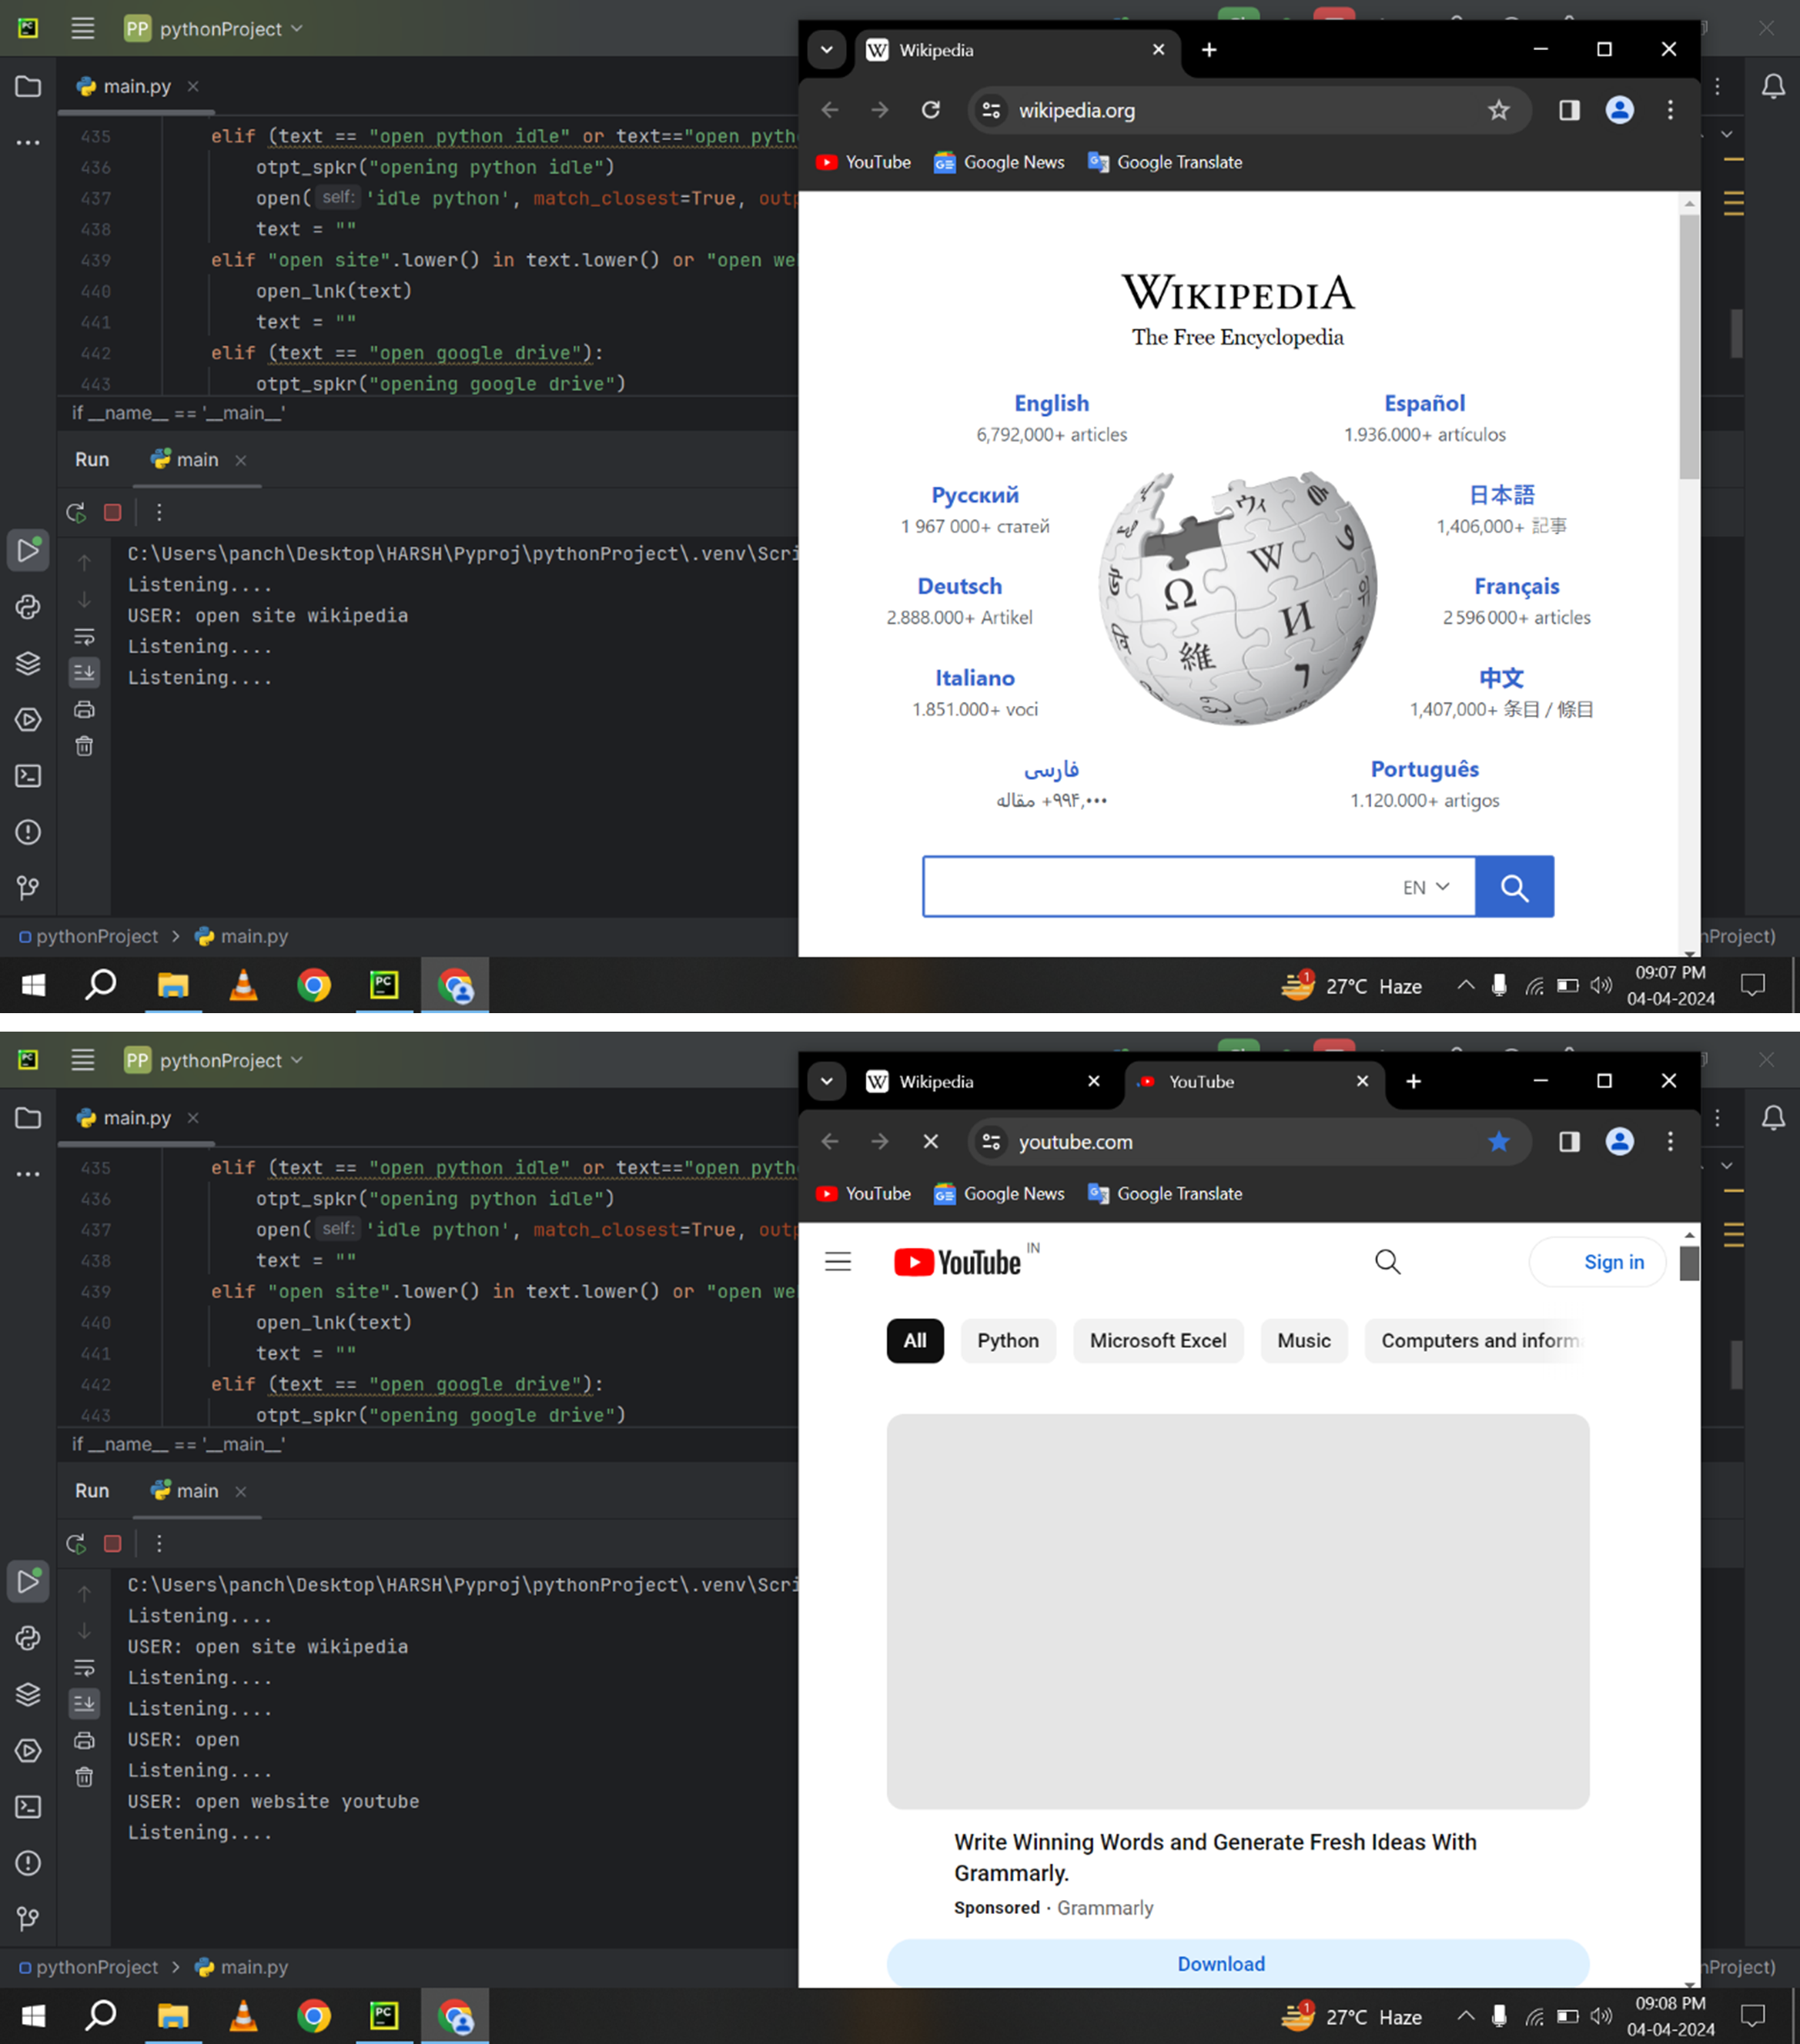 PC
PP pythonProject
main.py
435 elif (text == "open python idle" or text=="open pyth
436 otpt_spkr("opening python idle")
437 open( self: 'idle python', match_closest=True, outp
438 text = ""
439 elif "open site".lower() in text.lower() or "open we
440 open_lnk(text)
441 text = ""
442 elif (text == "open google drive"):
443 otpt_spkr("opening google drive")
if __name__ == '__main__'
Run main
C:\Users\panch\Desktop\HARSH\Pyproj\pythonProject\.venv\Scri
Listening....
USER: open site wikipedia
Listening....
Listening....
pythonProject > main.py
W Wikipedia
wikipedia.org
YouTube Google News Google Translate
WIKIPEDIA
The Free Encyclopedia
English
6,792,000+ articles
Español
1.936.000+ artículos
Русский
1 967 000+ статей
日本語
1,406,000+ 記事
Deutsch
2.888.000+ Artikel
Français
2 596 000+ articles
Italiano
1.851.000+ voci
中文
1,407,000+ 条目 / 條目
فارسی
۹۹۴٬۰۰۰+ مقاله
Português
1.120.000+ artigos
EN
nProject)
PC
1
27°C Haze
09:07 PM
04-04-2024
PC
PP pythonProject
main.py
435 elif (text == "open python idle" or text=="open pyth
436 otpt_spkr("opening python idle")
437 open( self: 'idle python', match_closest=True, outp
438 text = ""
439 elif "open site".lower() in text.lower() or "open we
440 open_lnk(text)
441 text = ""
442 elif (text == "open google drive"):
443 otpt_spkr("opening google drive")
if __name__ == '__main__'
Run main
C:\Users\panch\Desktop\HARSH\Pyproj\pythonProject\.venv\Scri
Listening....
USER: open site wikipedia
Listening....
Listening....
USER: open
Listening....
USER: open website youtube
Listening....
pythonProject > main.py
W Wikipedia YouTube
youtube.com
YouTube Google News Google Translate
YouTube IN
Sign in
All Python Microsoft Excel Music Computers and inform
Write Winning Words and Generate Fresh Ideas With
Grammarly.
Sponsored · Grammarly
Download
nProject)
PC
1
27°C Haze
09:08 PM
04-04-2024